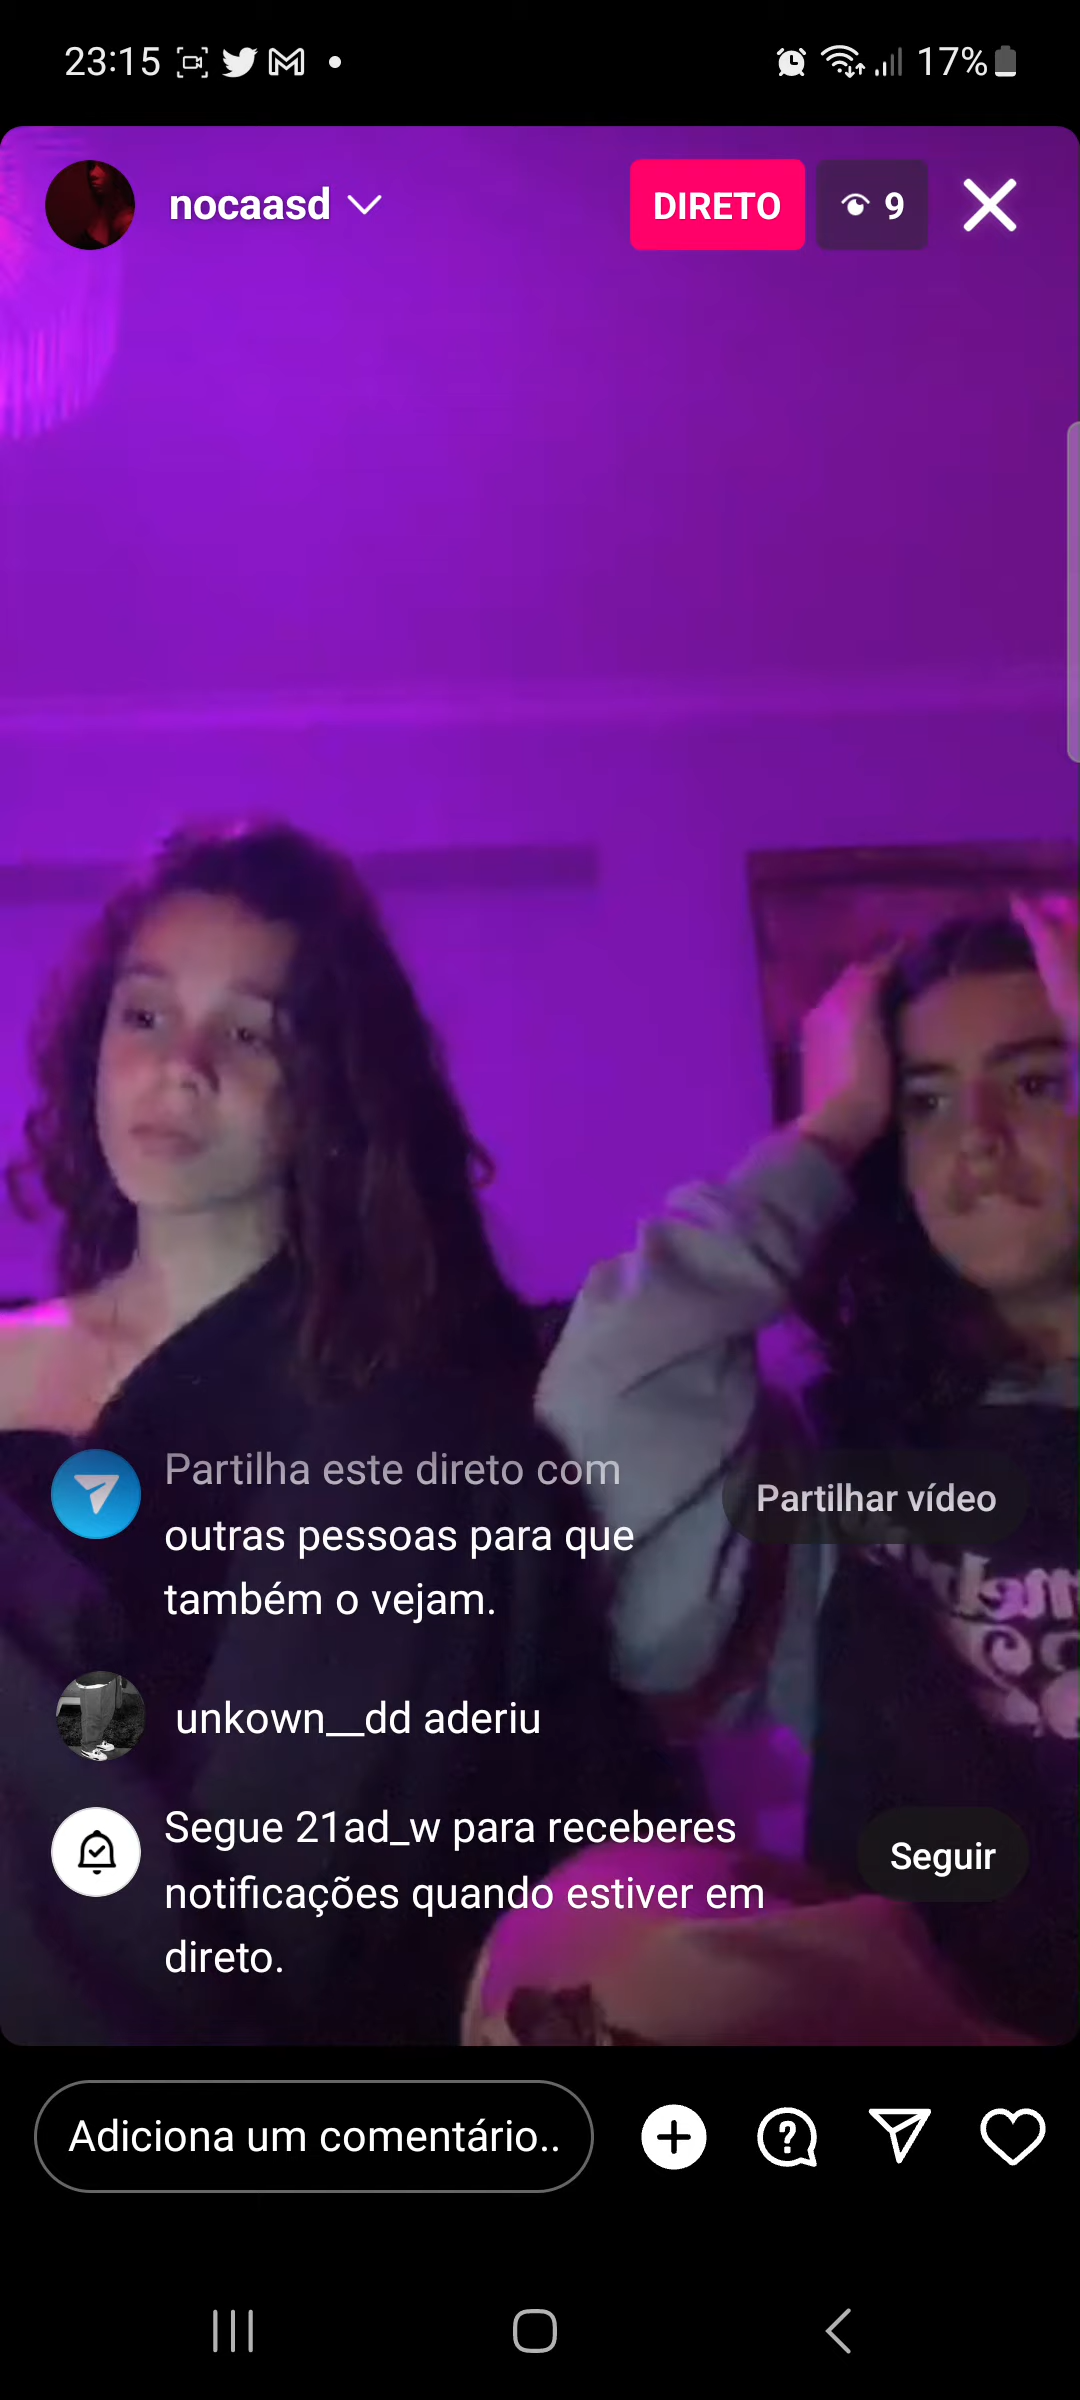 23:15
17%
nocaasd
DIRETO
9
Partilha este direto com
outras pessoas para que
também o vejam.
Partilhar vídeo
unkown__dd aderiu
Segue 21ad_w para receberes
notificações quando estiver em
direto.
Seguir
Adiciona um comentário..